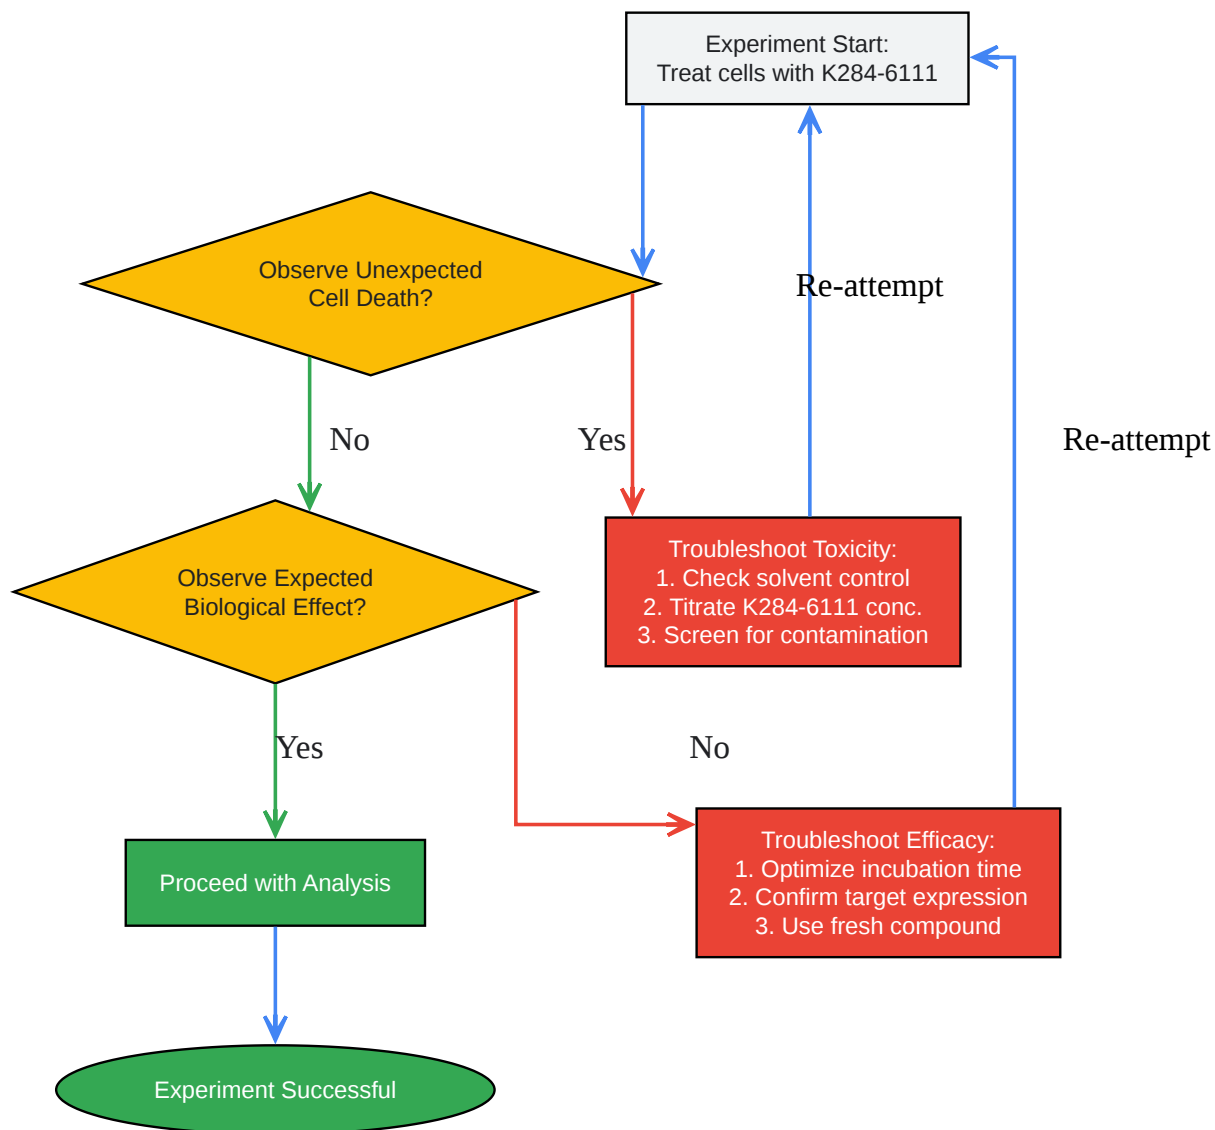 Experiment Start:
Treat cells with K284-6111
Observe Unexpected
Cell Death?
Re-attempt
No
Yes
Re-attempt
Troubleshoot Toxicity:
1. Check solvent control
2. Titrate K284-6111 conc.
3. Screen for contamination
Observe Expected
Biological Effect?
Yes
No
Troubleshoot Efficacy:
1. Optimize incubation time
2. Confirm target expression
3. Use fresh compound
Proceed with Analysis
Experiment Successful